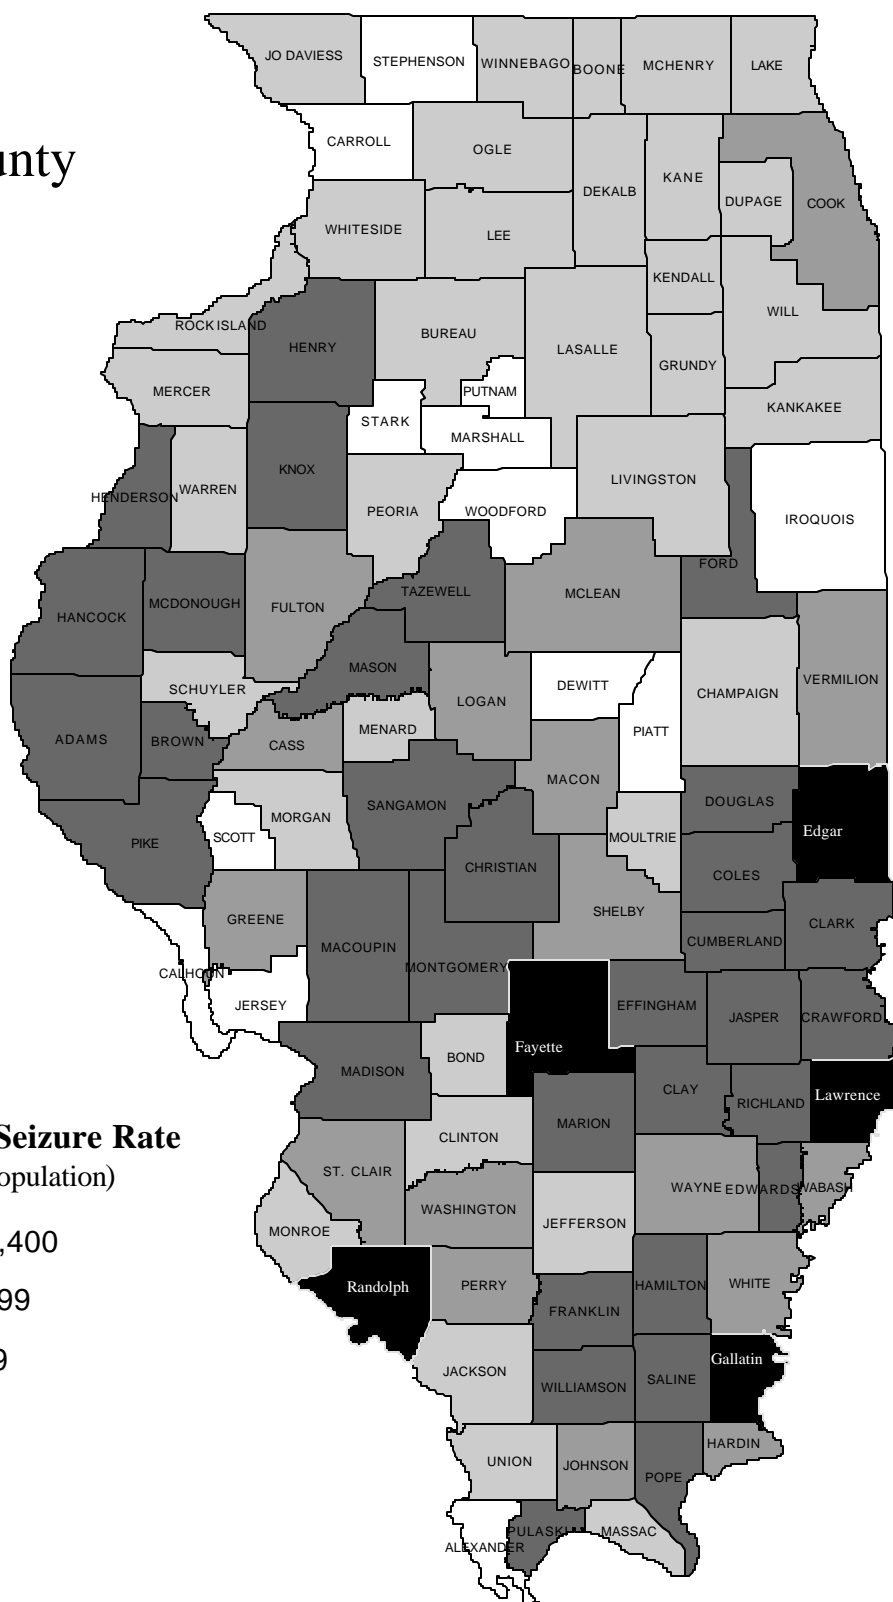 JO DAVIESS
STEPHENSON
WINNEBAGO
BOONE
MCHENRY
LAKE
unty
CARROLL
OGLE
DEKALB
KANE
DUPAGE
COOK
WHITESIDE
LEE
KENDALL
ROCK ISLAND
HENRY
BUREAU
LASALLE
WILL
GRUNDY
MERCER
PUTNAM
KANKAKEE
STARK
MARSHALL
KNOX
LIVINGSTON
HENDERSON
WARREN
PEORIA
WOODFORD
IROQUOIS
FORD
HANCOCK
MCDONOUGH
FULTON
TAZEWELL
MCLEAN
MASON
SCHUYLER
LOGAN
DEWITT
CHAMPAIGN
VERMILION
ADAMS
BROWN
CASS
MENARD
PIATT
MACON
SANGAMON
DOUGLAS
PIKE
SCOTT
MORGAN
MOULTRIE
Edgar
CHRISTIAN
COLES
GREENE
SHELBY
CLARK
MACOUPIN
CUMBERLAND
CALHOUN
MONTGOMERY
JERSEY
EFFINGHAM
JASPER
CRAWFORD
Fayette
BOND
MADISON
CLAY
RICHLAND
Lawrence
Seizure Rate
CLINTON
MARION
opulation)
ST. CLAIR
WAYNE
EDWARDS
WABASH
WASHINGTON
JEFFERSON
MONROE
,400
Randolph
PERRY
HAMILTON
WHITE
99
FRANKLIN
9
JACKSON
WILLIAMSON
SALINE
Gallatin
UNION
JOHNSON
POPE
HARDIN
ALEXANDER
PULASKI
MASSAC